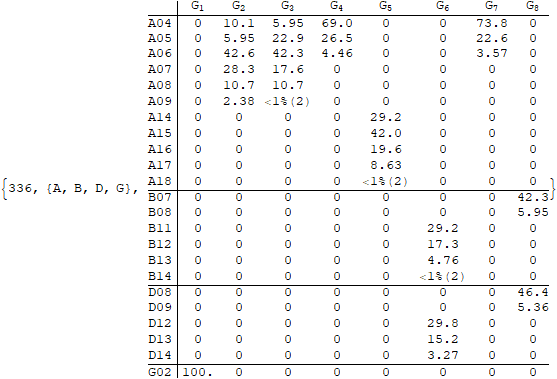 G1 G2 G3 G4 G5 G6 G7 G8
A04 0 10.1 5.95 69.0 0 0 73.8 0
A05 0 5.95 22.9 26.5 0 0 22.6 0
A06 0 42.6 42.3 4.46 0 0 3.57 0
A07 0 28.3 17.6 0 0 0 0 0
A08 0 10.7 10.7 0 0 0 0 0
A09 0 2.38 <1%(2) 0 0 0 0 0
A14 0 0 0 0 29.2 0 0 0
A15 0 0 0 0 42.0 0 0 0
A16 0 0 0 0 19.6 0 0 0
A17 0 0 0 0 8.63 0 0 0
A18 0 0 0 0 <1%(2) 0 0 0
{336, {A, B, D, G}, }
B07 0 0 0 0 0 0 0 42.3
B08 0 0 0 0 0 0 0 5.95
B11 0 0 0 0 0 29.2 0 0
B12 0 0 0 0 0 17.3 0 0
B13 0 0 0 0 0 4.76 0 0
B14 0 0 0 0 0 <1%(2) 0 0
D08 0 0 0 0 0 0 0 46.4
D09 0 0 0 0 0 0 0 5.36
D12 0 0 0 0 0 29.8 0 0
D13 0 0 0 0 0 15.2 0 0
D14 0 0 0 0 0 3.27 0 0
G02 100. 0 0 0 0 0 0 0